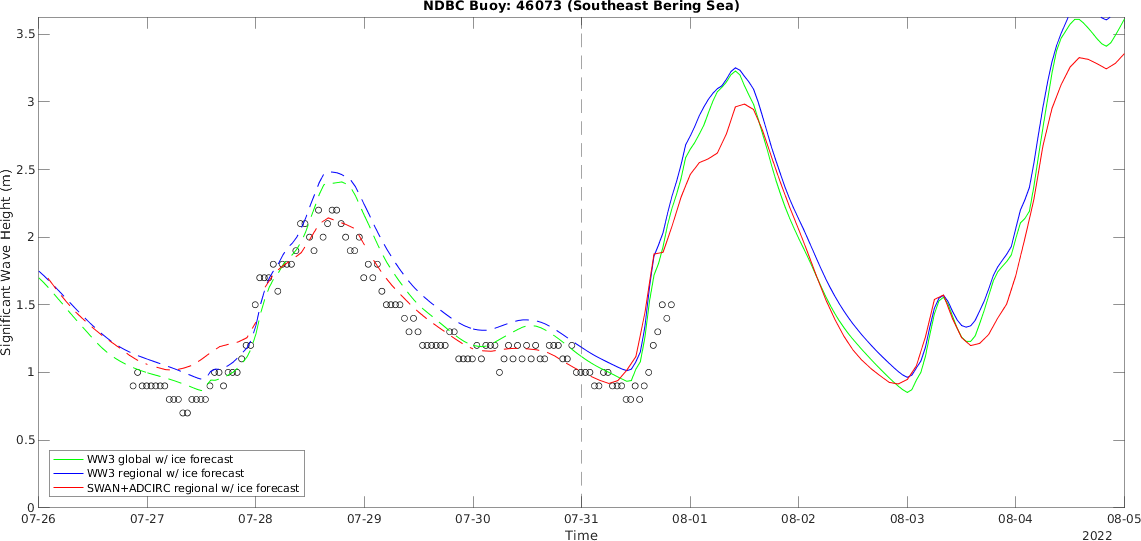 NDBC Buoy: 46073 (Southeast Bering Sea)
Significant Wave Height (m)
3.5
3
2.5
2
1.5
1
0.5
0
WW3 global w/ ice forecast
WW3 regional w/ ice forecast
SWAN+ADCIRC regional w/ ice forecast
07-26 07-27 07-28 07-29 07-30 07-31 08-01 08-02 08-03 08-04 08-05
Time
2022